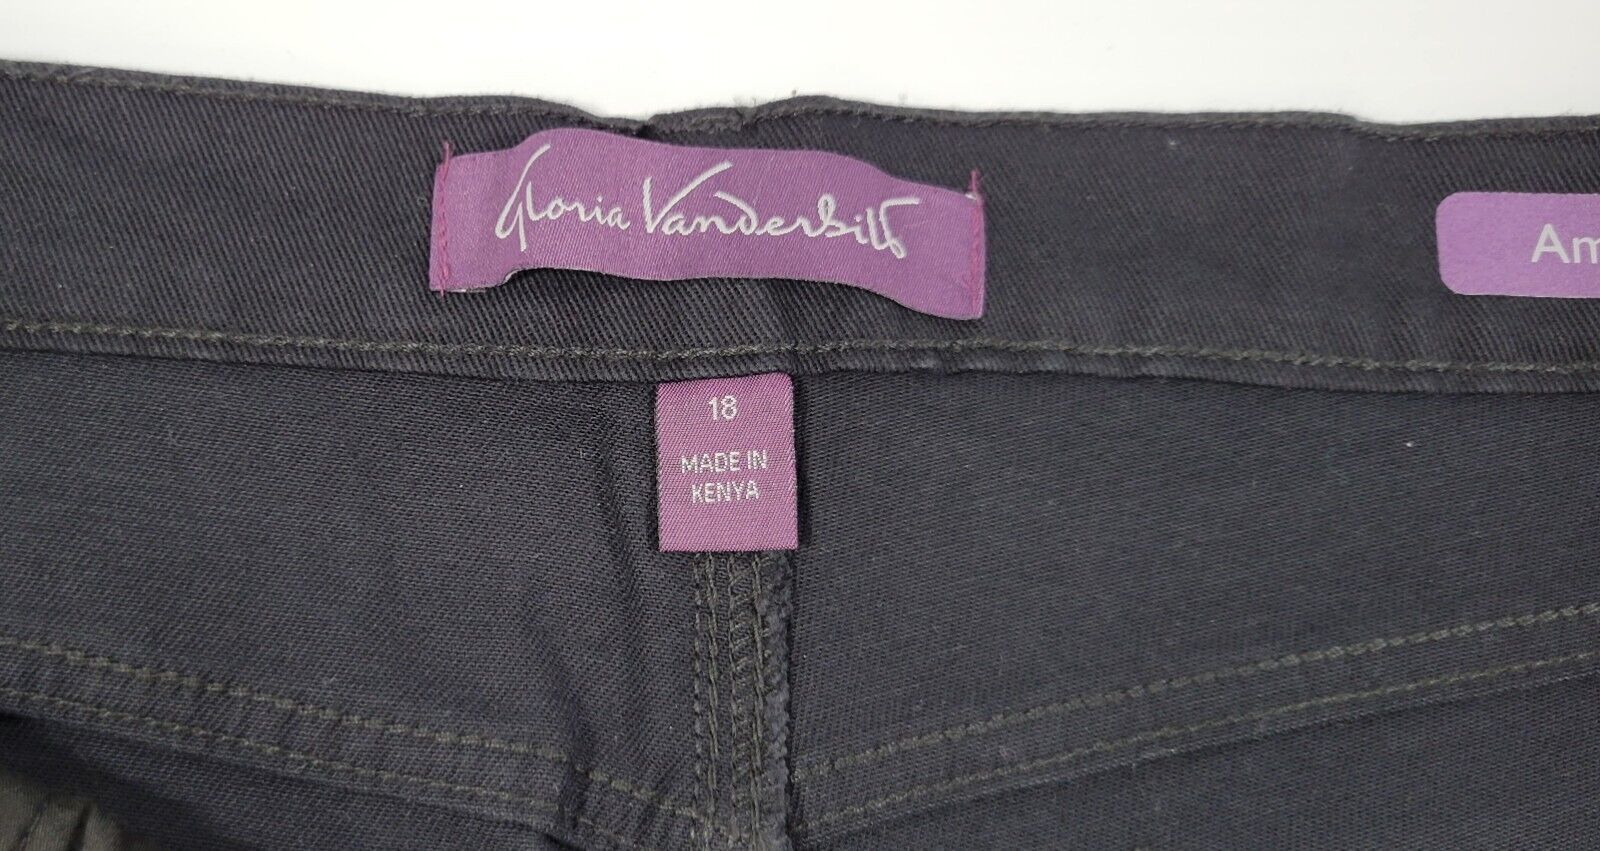 Gloria Vanderbilt
Am
18
MADE IN
KENYA